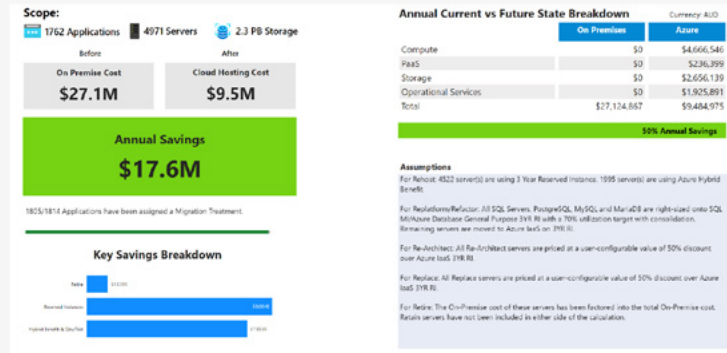 Scope:
1762 Applications
4971 Servers
2.3 PB Storage
Before
After
On Premise Cost
$27.1M
Cloud Hosting Cost
$9.5M
Annual Savings
$17.6M
1805/1814 Applications have been assigned a Migration Treatment.
Key Savings Breakdown
Retire
Reserved Instances
Hybrid Benefit & Dev/Test
Annual Current vs Future State Breakdown
Currency: AUD
On Premises Azure
Compute $0 $4,666,546
PaaS $0 $236,399
Storage $0 $2,656,139
Operational Services $0 $1,925,891
Total $27,124,867 $9,484,975
50% Annual Savings
Assumptions
For Rehost: 4522 server(s) are using 3 Year Reserved Instance. 1995 server(s) are using Azure Hybrid
Benefit.
For Replatform/Refactor: All SQL Servers, PostgreSQL, MySQL, and MariaDB are right-sized onto SQL
MI/Azure Database General Purpose 3YR RI with a 70% utilization target with consolidation.
Remaining servers are moved to Azure IaaS on 3YR RI.
For Re-Architect: All Re-Architect servers are priced at a user-configurable value of 50% discount
over Azure IaaS 3YR RI.
For Replace: All Replace servers are priced at a user-configurable value of 50% discount over Azure
IaaS 3YR RI.
For Retire: The On-Premise cost of these servers has been factored into the total On-Premise cost.
Retain servers have not been included in either side of the calculation.